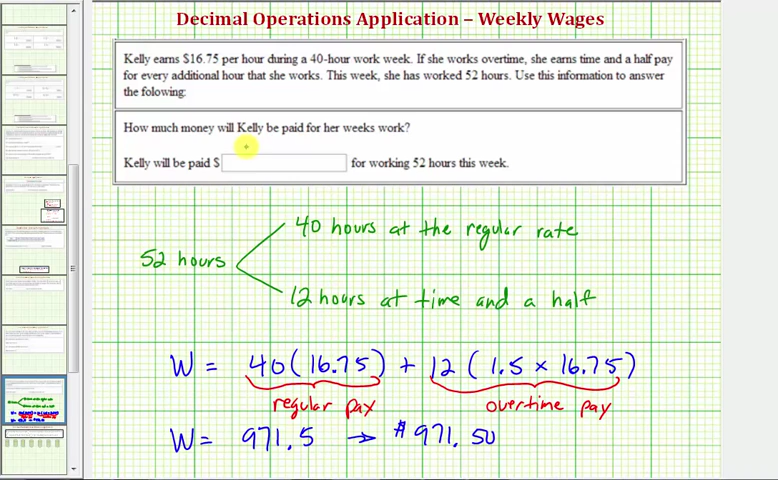 Decimal Operations Application – Weekly Wages
Kelly earns $16.75 per hour during a 40-hour work week. If she works overtime, she earns time and a half pay
for every additional hour that she works. This week, she has worked 52 hours. Use this information to answer
the folowing:
How much money will Kelly be paid for her weeks work?
Kelly will be paid $ for working 52 hours this week.
40 hours at the regular rate
52 hours
12 hours at time and a half
W = 40(16.75) + 12(1.5 × 16.75)
regular pay overtime pay
W = 971.5 → $971.50